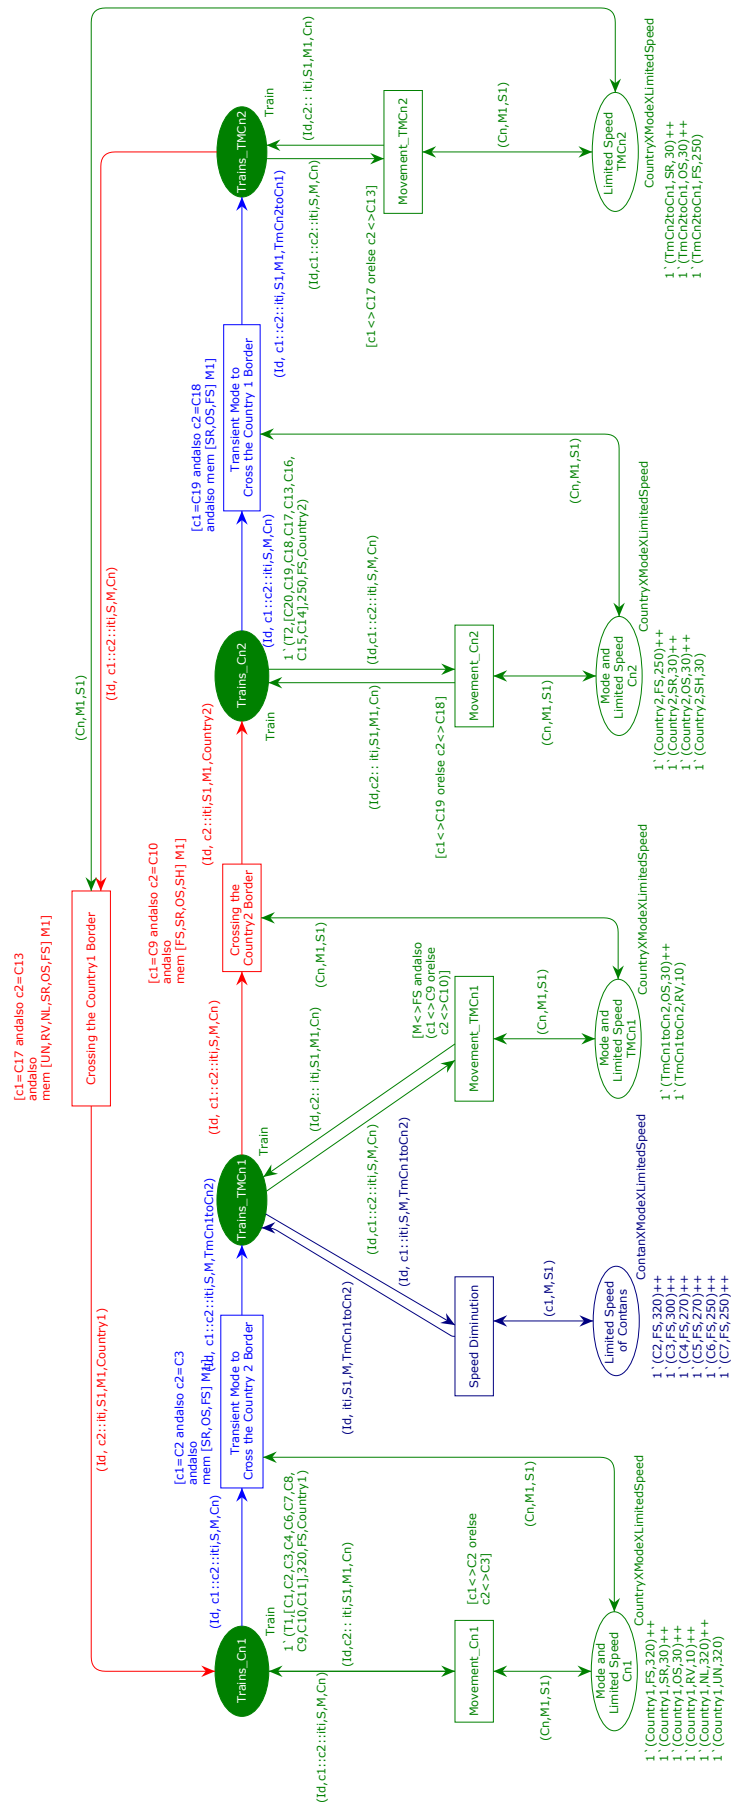 [c1=C17 andalso c2=C13
andalso
mem [UN,RV,NL,SR,OS,FS] M1]
Crossing the Country1 Border
(Cn,M1,S1)
(Id, c2::iti,S1,M1,Country1)
(Id, c1::c2::iti,S,M,Cn)
[c1=C2 andalso c2=C3
andalso
mem [SR,OS,FS] M1]
[c1=C9 andalso c2=C10
andalso
mem [FS,SR,OS,SH] M1]
[c1=C19 andalso c2=C18
andalso mem [SR,OS,FS] M1]
(Id, c1::c2::iti,S,M,Cn)
Transient Mode to
Cross the Country 2 Border
(Id, c1::c2::iti,S,M,TmCn1toCn2)
(Id, c1::c2::iti,S,M,Cn)
Crossing the
Country2 Border
(Id, c2::iti,S1,M1,Country2)
(Id, c1::c2::iti,S,M,Cn)
Transient Mode to
Cross the Country 1 Border
(Id, c1::c2::iti,S1,M1,TmCn2toCn1)
Trains_Cn1
Trains_TMCn1
Trains_Cn2
Trains_TMCn2
Train
1`(T1,[C1,C2,C3,C4,C6,C7,C8,
C9,C10,C11],320,FS,Country1)
Train
Train
1`(T2,[C20,C19,C18,C17,C13,C16,
C15,C14],250,FS,Country2)
Train
(Id,c1::c2::iti,S,M,Cn)
(Id,c2:: iti,S1,M1,Cn)
(Id, iti,S1,M,TmCn1toCn2)
(Id, c1::iti,S,M,TmCn1toCn2)
(Id,c1::c2::iti,S,M,Cn)
(Id,c2:: iti,S1,M1,Cn)
(Cn,M1,S1)
(Id,c2:: iti,S1,M1,Cn)
(Id,c1::c2::iti,S,M,Cn)
(Id,c1::c2::iti,S,M,Cn)
(Id,c2:: iti,S1,M1,Cn)
[c1<>C17 orelse c2<>C13]
Movement_TMCn2
[M<>FS andalso
(c1<>C9 orelse
c2<>C10)]
[c1<>C19 orelse c2<>C18]
[c1<>C2 orelse
c2<>C3]
Movement_Cn1
Speed Diminution
Movement_TMCn1
Movement_Cn2
(Cn,M1,S1)
(Cn,M1,S1)
(c1,M,S1)
(Cn,M1,S1)
(Cn,M1,S1)
(Cn,M1,S1)
(Cn,M1,S1)
Mode and
Limited Speed
Cn1
CountryXModeXLimitedSpeed
1`(Country1,FS,320)++
1`(Country1,SR,30)++
1`(Country1,OS,30)++
1`(Country1,RV,10)++
1`(Country1,NL,320)++
1`(Country1,UN,320)
Limited Speed
of Contans
ContanXModeXLimitedSpeed
1`(C2,FS,320)++
1`(C3,FS,300)++
1`(C4,FS,270)++
1`(C5,FS,270)++
1`(C6,FS,250)++
1`(C7,FS,250)++
Mode and
Limited Speed
TMCn1
CountryXModeXLimitedSpeed
1`(TmCn1toCn2,OS,30)++
1`(TmCn1toCn2,RV,10)
Mode and
Limited Speed
Cn2
CountryXModeXLimitedSpeed
1`(Country2,FS,250)++
1`(Country2,SR,30)++
1`(Country2,OS,30)++
1`(Country2,SH,30)
Limited Speed
TMCn2
CountryXModeXLimitedSpeed
1`(TmCn2toCn1,SR,30)++
1`(TmCn2toCn1,OS,30)++
1`(TmCn2toCn1,FS,250)